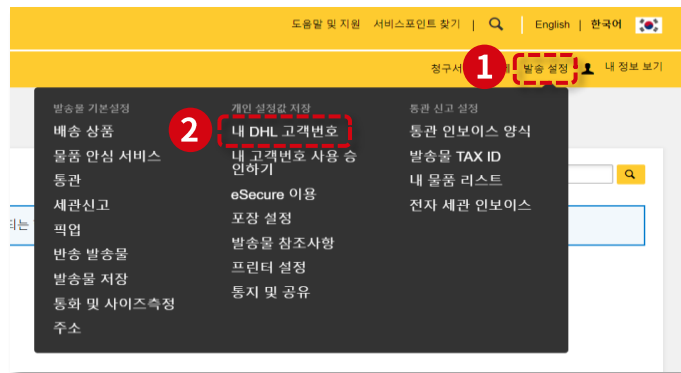 도움말 및 지원 서비스포인트 찾기 | English | 한국어
청구서 1 발송 설정 내 정보 보기
발송물 기본설정
배송 상품
물품 안심 서비스
통관
세관신고
픽업
반송 발송물
발송물 저장
통화 및 사이즈측정
주소
2
개인 설정값 저장
내 DHL 고객번호
내 고객번호 사용 승
인하기
eSecure 이용
포장 설정
발송물 참조사항
프린터 설정
통지 및 공유
통관 신고 설정
통관 인보이스 양식
발송물 TAX ID
내 물품 리스트
전자 세관 인보이스
되는